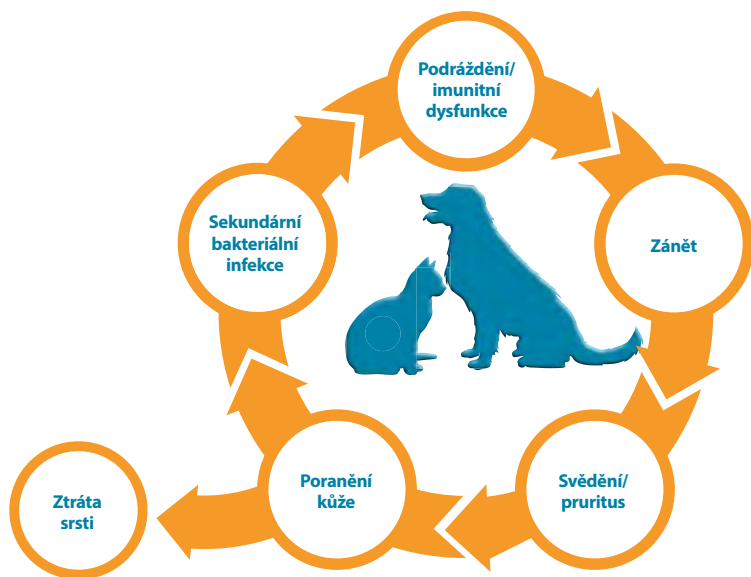 Podráždění/
imunitní
dysfunkce
Zánět
Svědění/
pruritus
Poranění
kůže
Ztráta
srsti
Sekundární
bakteriální
infekce